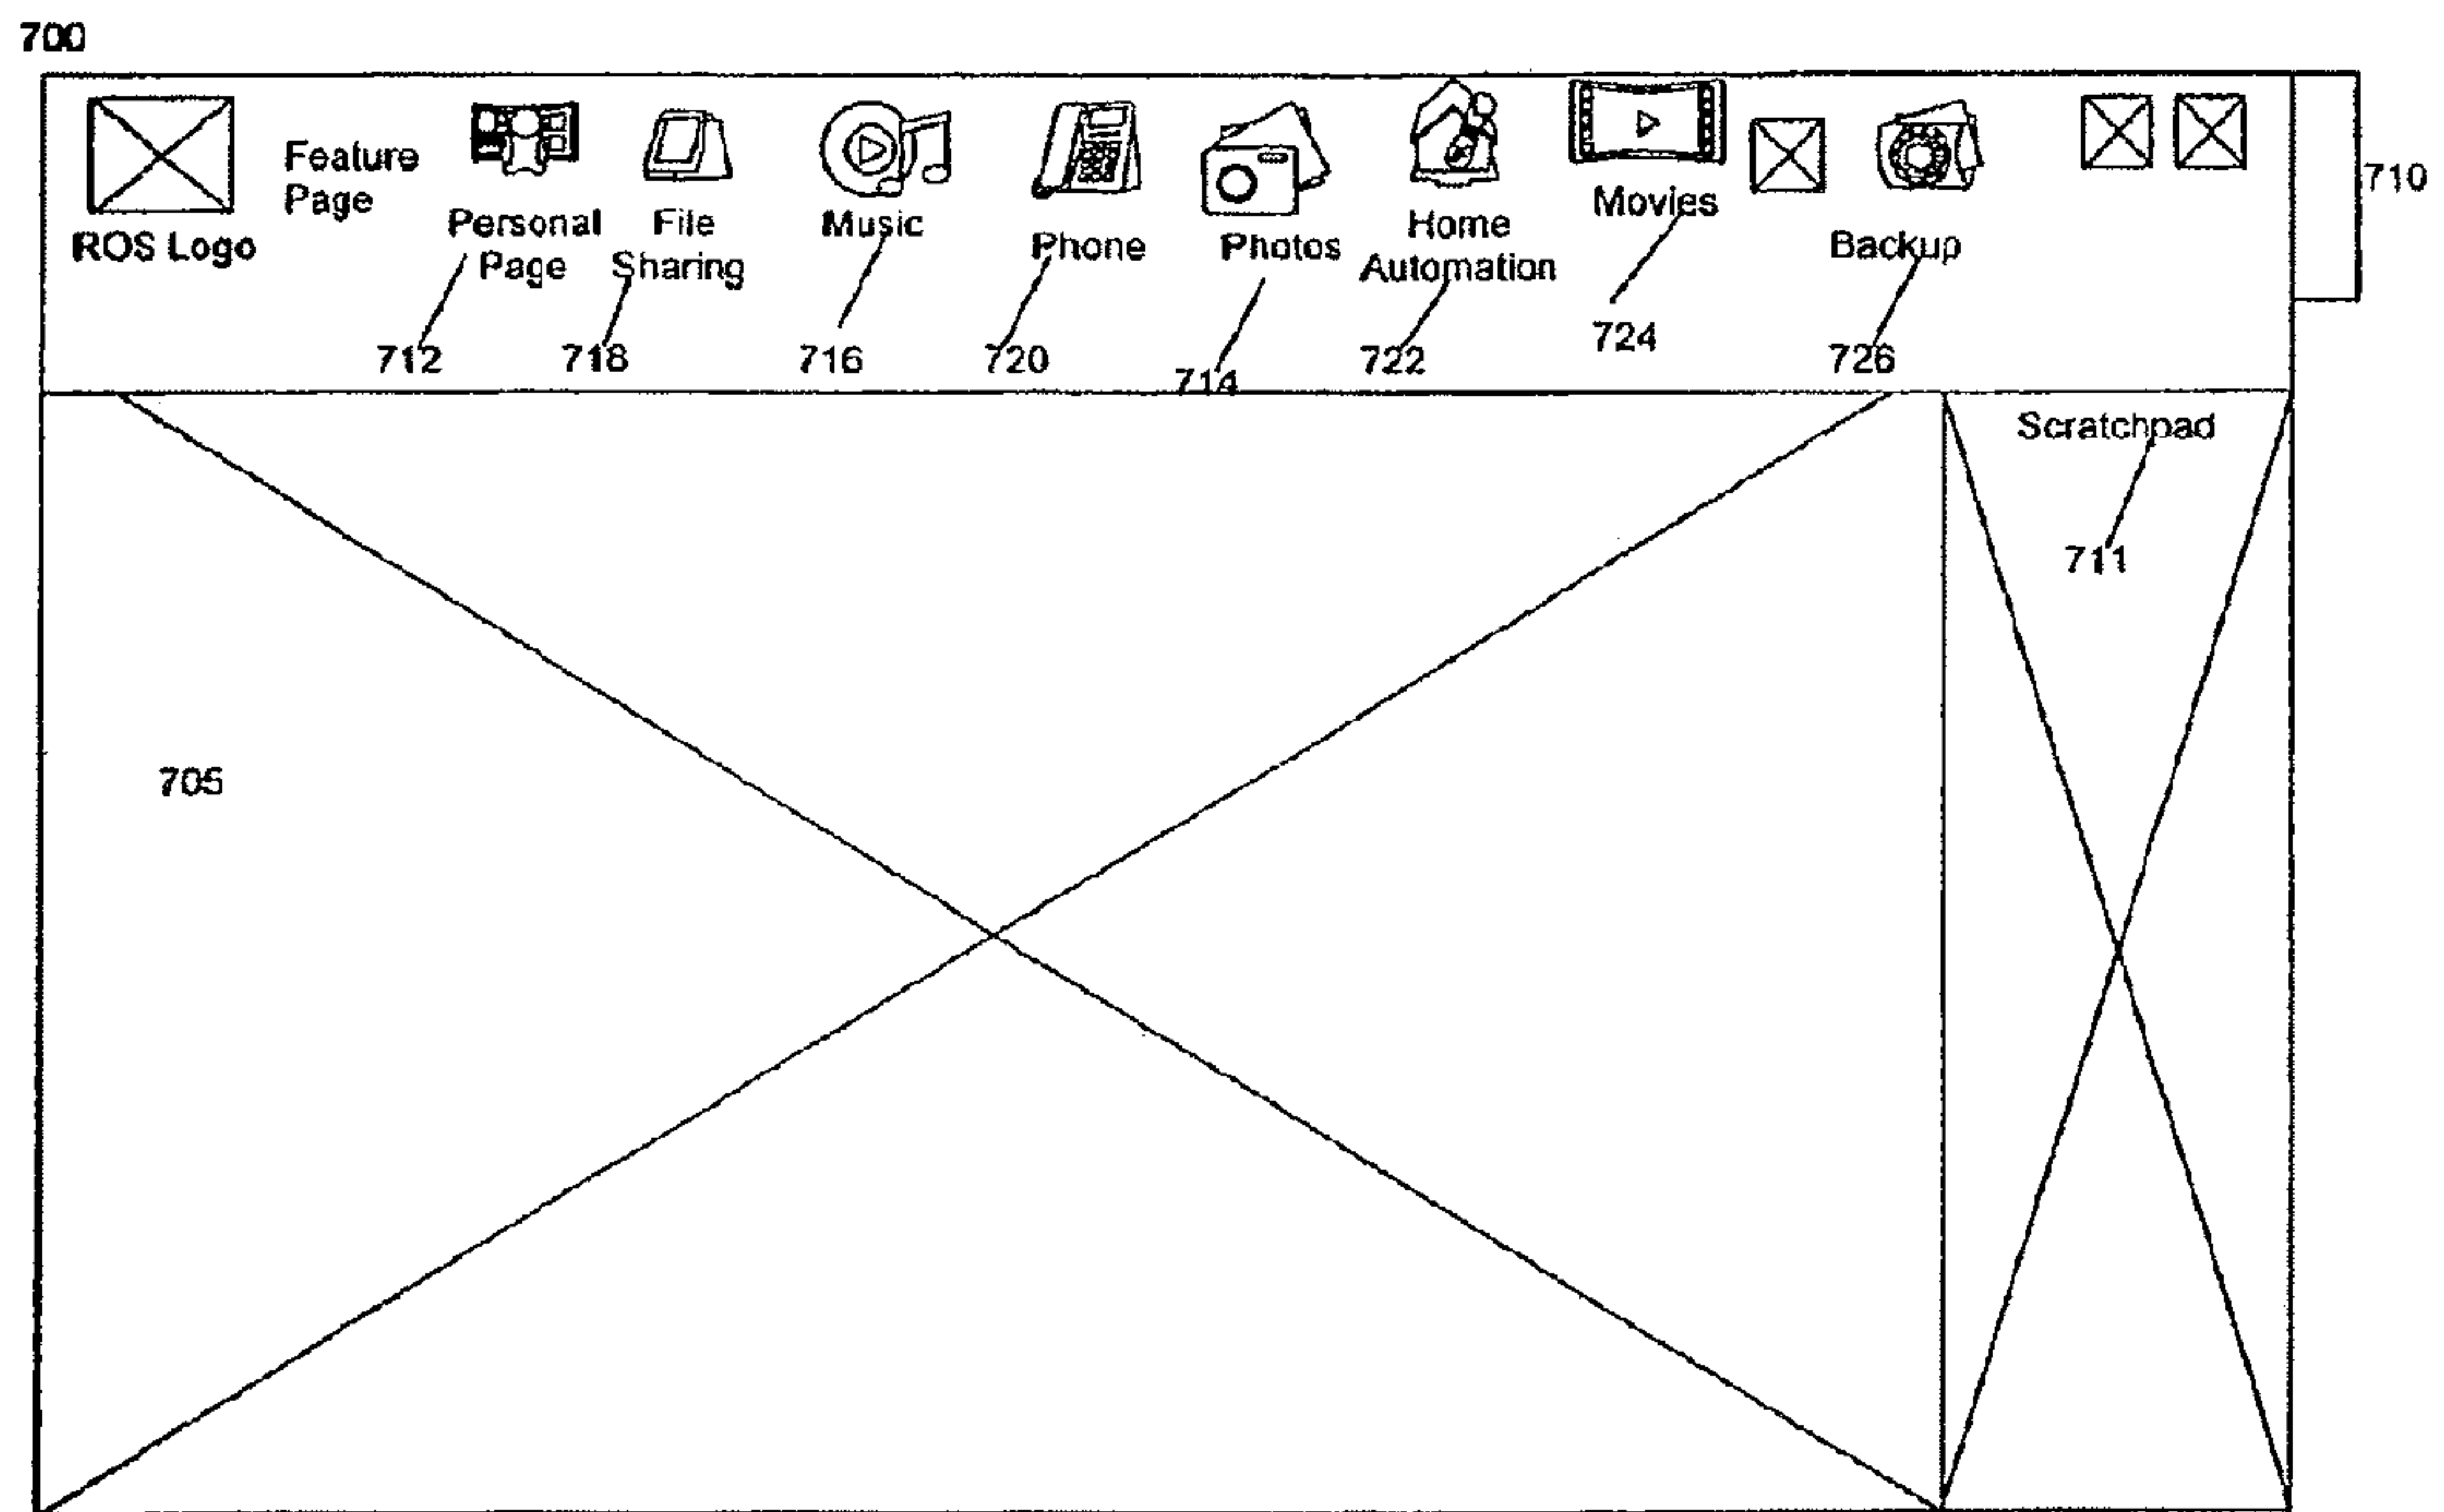 700
Feature
Page
ROS Logo
Personal
Page
File
Sharing
Music
Phone
Photos
Home
Automation
Movies
Backup
710
712
718
716
720
714
722
724
726
Scratchpad
711
705